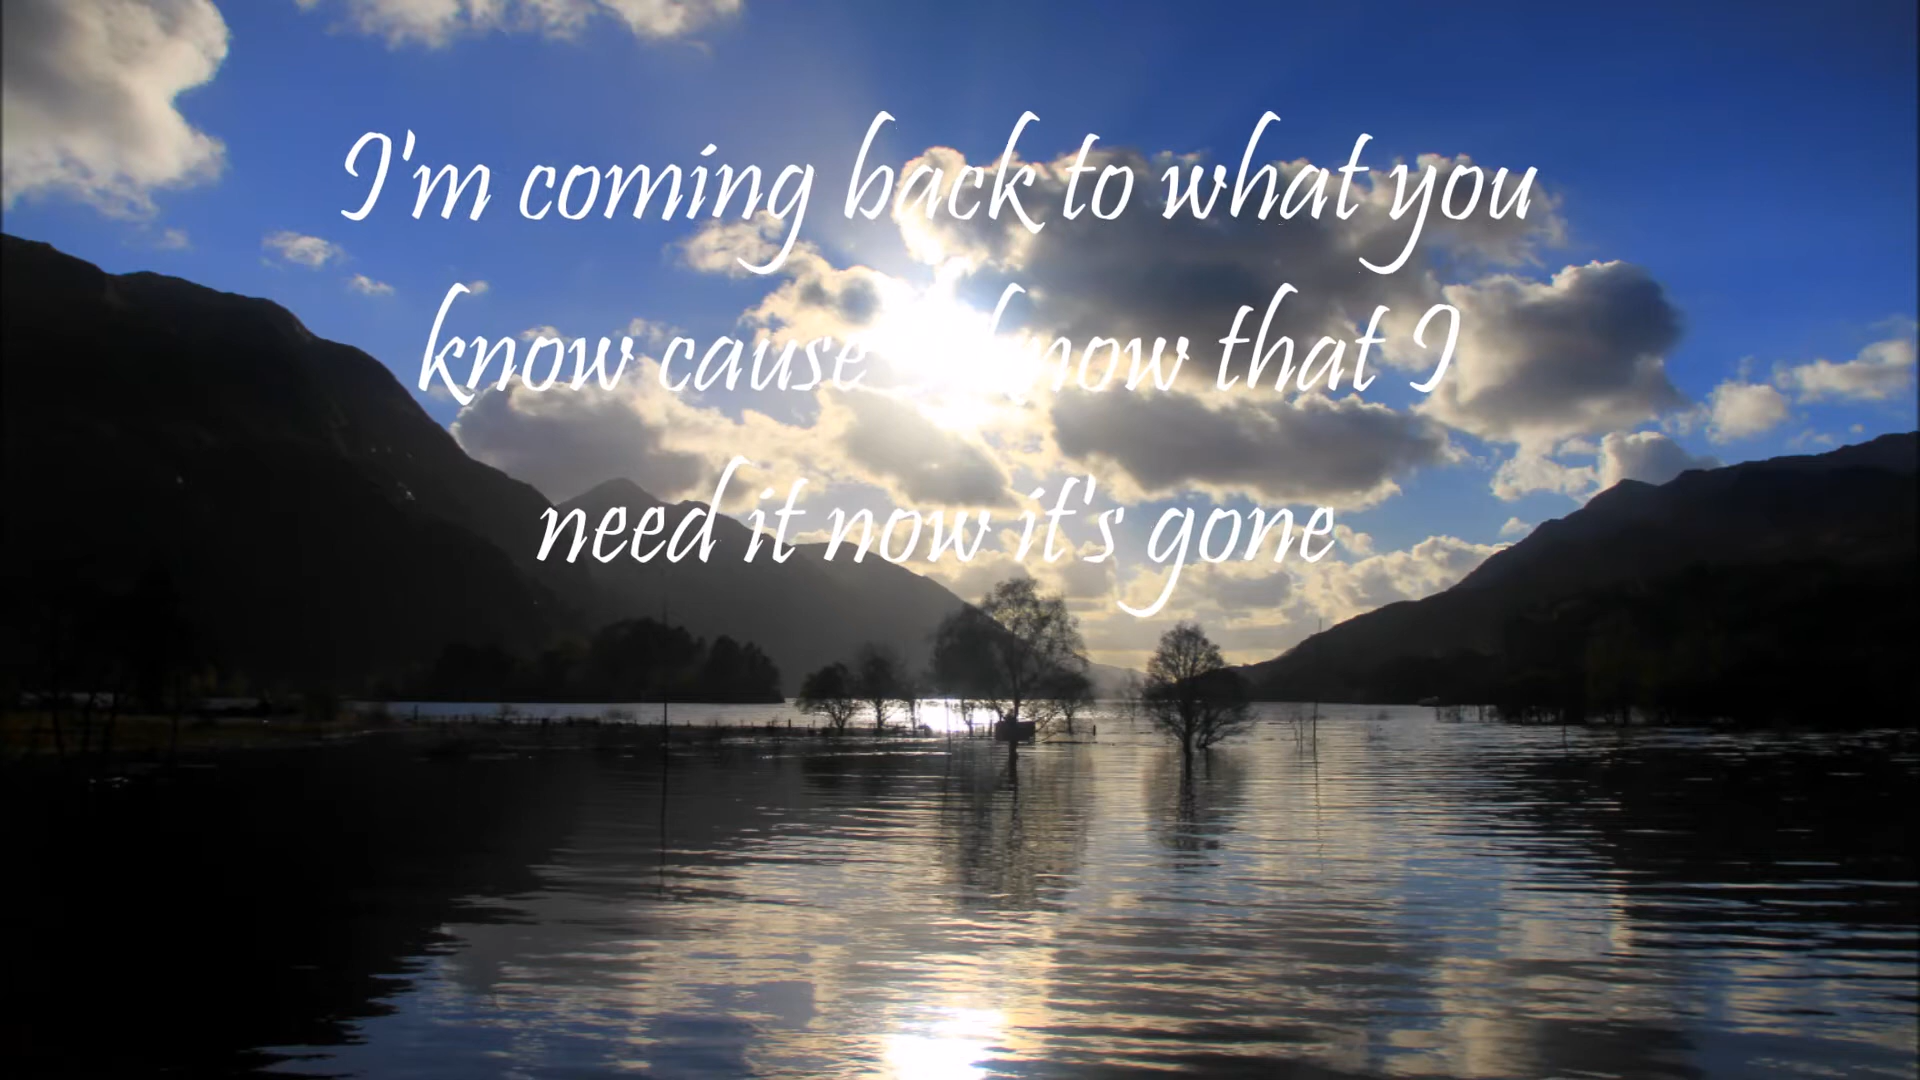 I'm coming back to what you
know cause I know that I
need it now it's gone